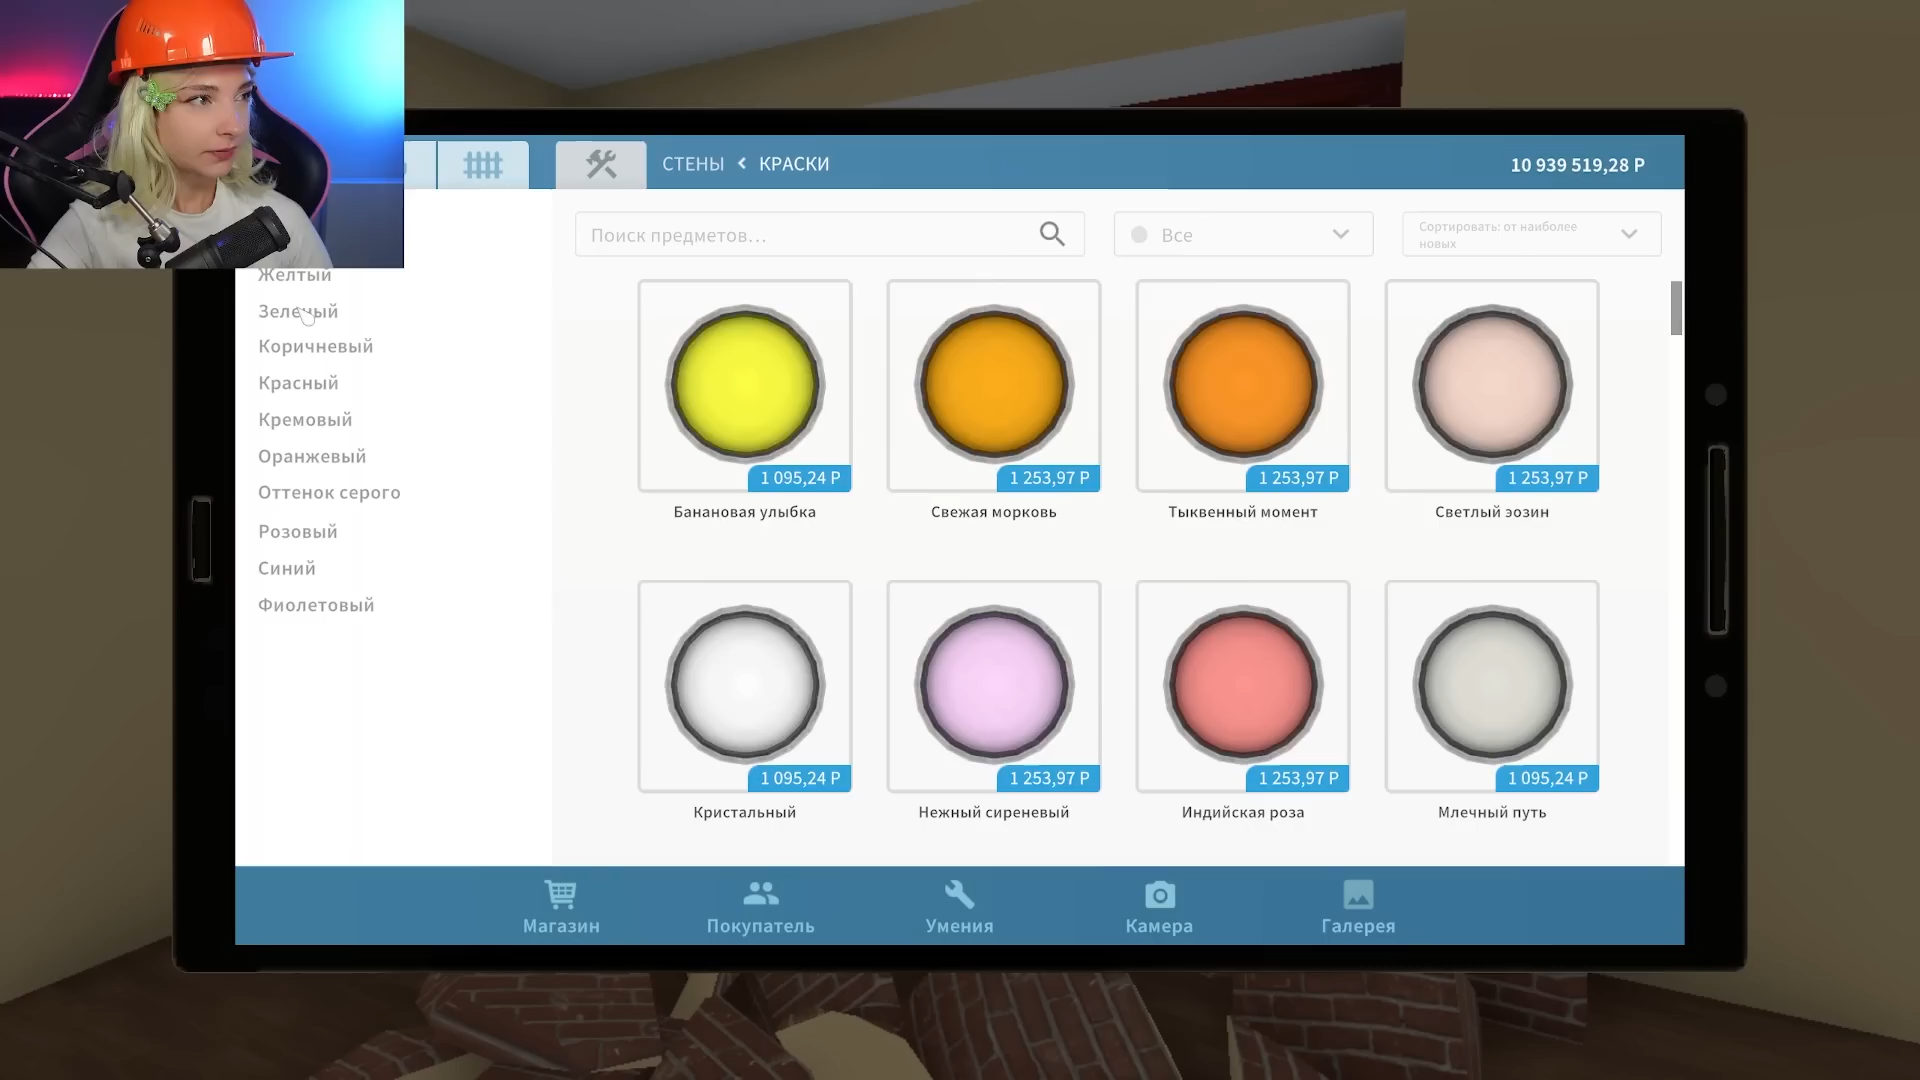 СТЕНЫ < КРАСКИ
10 939 519,28 Р
Поиск предметов...
Все
Сортировать: от наиболее
новых
Желтый
Зеленый
Коричневый
Красный
Кремовый
Оранжевый
Оттенок серого
Розовый
Синий
Фиолетовый
1 095,24 Р
1 253,97 Р
1 253,97 Р
1 253,97 Р
Банановая улыбка
Свежая морковь
Тыквенный момент
Светлый эозин
1 095,24 Р
1 253,97 Р
1 253,97 Р
1 095,24 Р
Кристальный
Нежный сиреневый
Индийская роза
Млечный путь
Магазин
Покупатель
Умения
Камера
Галерея